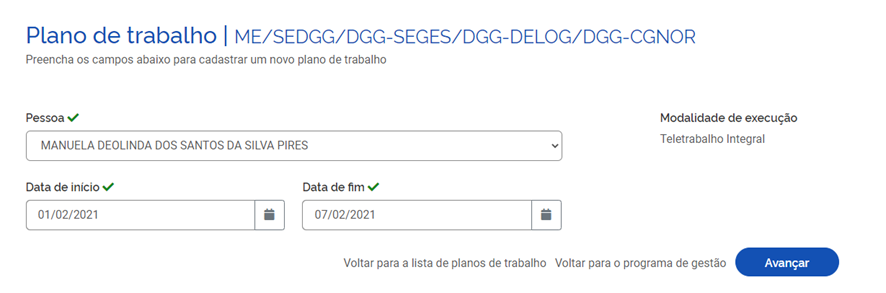 Plano de trabalho | ME/SEDGG/DGG-SEGES/DGG-DELOG/DGG-CGNOR
Preencha os campos abaixo para cadastrar um novo plano de trabalho
Pessoa
MANUELA DEOLINDA DOS SANTOS DA SILVA PIRES
Modalidade de execução
Teletrabalho Integral
Data de início
01/02/2021
Data de fim
07/02/2021
Voltar para a lista de planos de trabalho Voltar para o programa de gestão Avançar